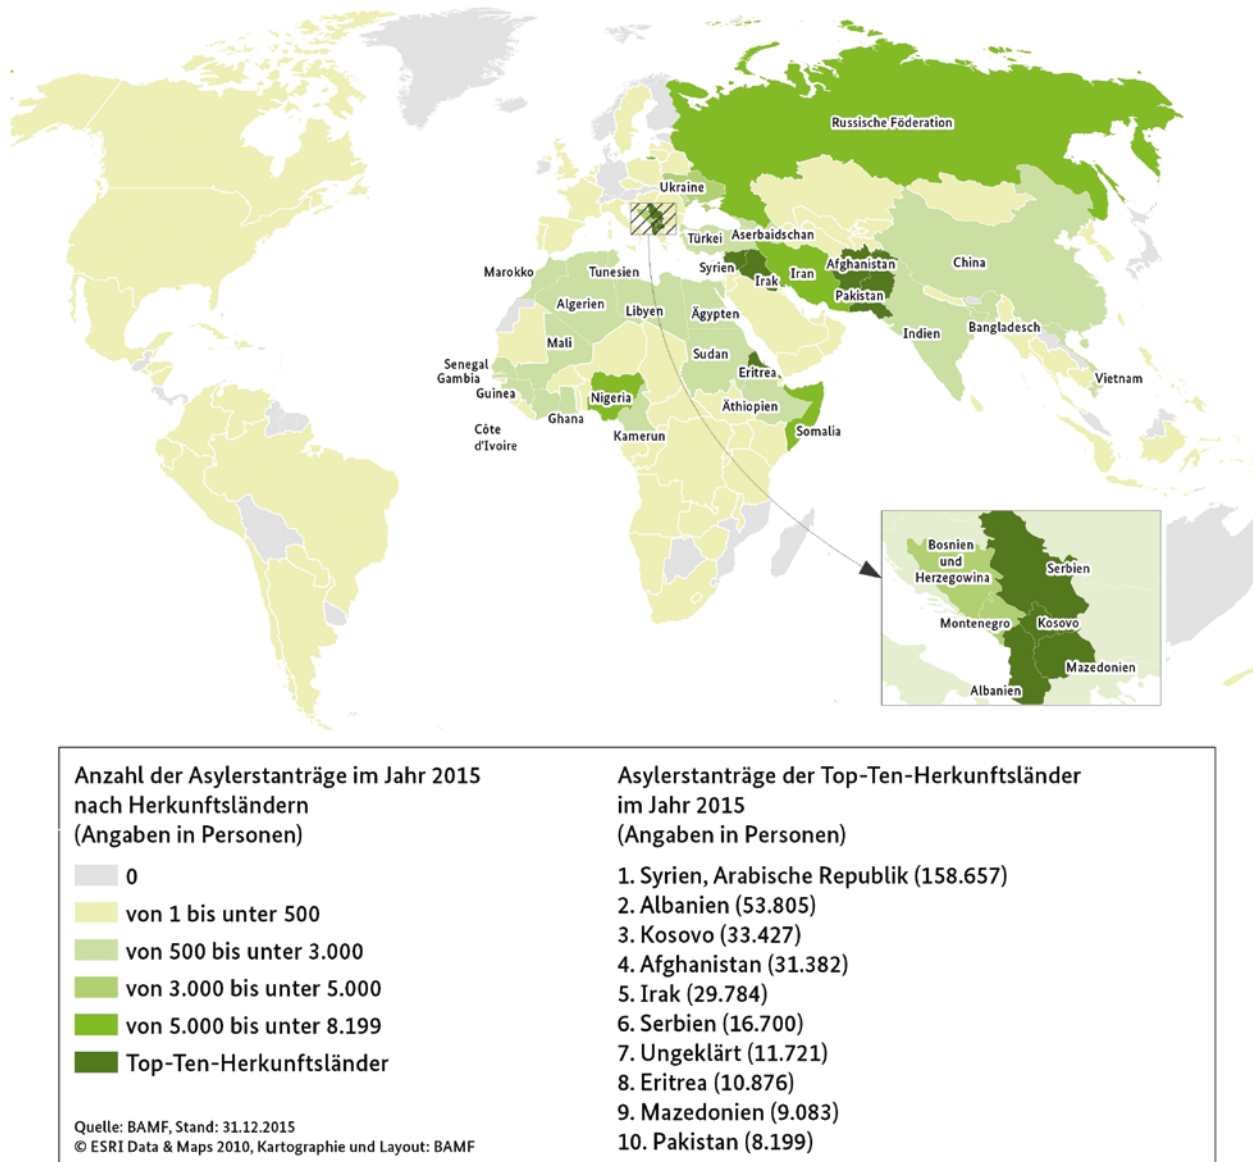 Russische Föderation
Ukraine
Türkei
Aserbaidschan
Marokko
Tunesien
Syrien
Irak
Iran
Afghanistan
Pakistan
China
Algerien
Libyen
Ägypten
Indien
Bangladesch
Mali
Sudan
Senegal
Gambia
Eritrea
Vietnam
Guinea
Nigeria
Äthiopien
Ghana
Côte
d'Ivoire
Kamerun
Somalia
Bosnien
und
Herzegowina
Serbien
Montenegro
Kosovo
Mazedonien
Albanien
Anzahl der Asylerstanträge im Jahr 2015
nach Herkunftsländern
(Angaben in Personen)
0
von 1 bis unter 500
von 500 bis unter 3.000
von 3.000 bis unter 5.000
von 5.000 bis unter 8.199
Top-Ten-Herkunftsländer
Quelle: BAMF, Stand: 31.12.2015
© ESRI Data & Maps 2010, Kartographie und Layout: BAMF
Asylerstanträge der Top-Ten-Herkunftsländer
im Jahr 2015
(Angaben in Personen)
1. Syrien, Arabische Republik (158.657)
2. Albanien (53.805)
3. Kosovo (33.427)
4. Afghanistan (31.382)
5. Irak (29.784)
6. Serbien (16.700)
7. Ungeklärt (11.721)
8. Eritrea (10.876)
9. Mazedonien (9.083)
10. Pakistan (8.199)